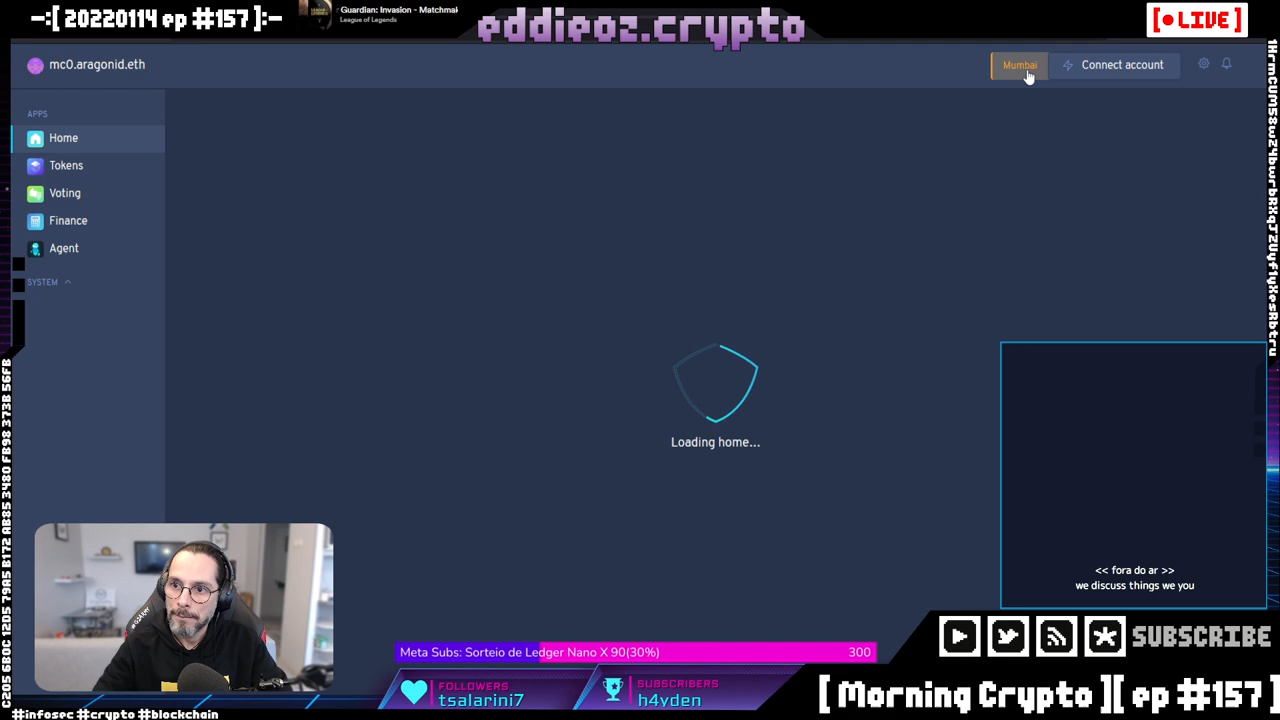 -:[ 20220114 ep #157 ]:-
Guardian: Invasion - Matchmak
League of Legends
eddieoz.crypto
[ LIVE ]
mc0.aragonid.eth
Mumbai
Connect account
APPS
Home
Tokens
Voting
Finance
Agent
SYSTEM
Loading home...
<< fora do ar >>
we discuss things we you
Meta Subs: Sorteio de Ledger Nano X 90(30%)
300
FOLLOWERS
tsalarini7
SUBSCRIBERS
h4yden
SUBSCRIBE
[ Morning Crypto ][ ep #157 ]
#infosec #crypto #blockchain